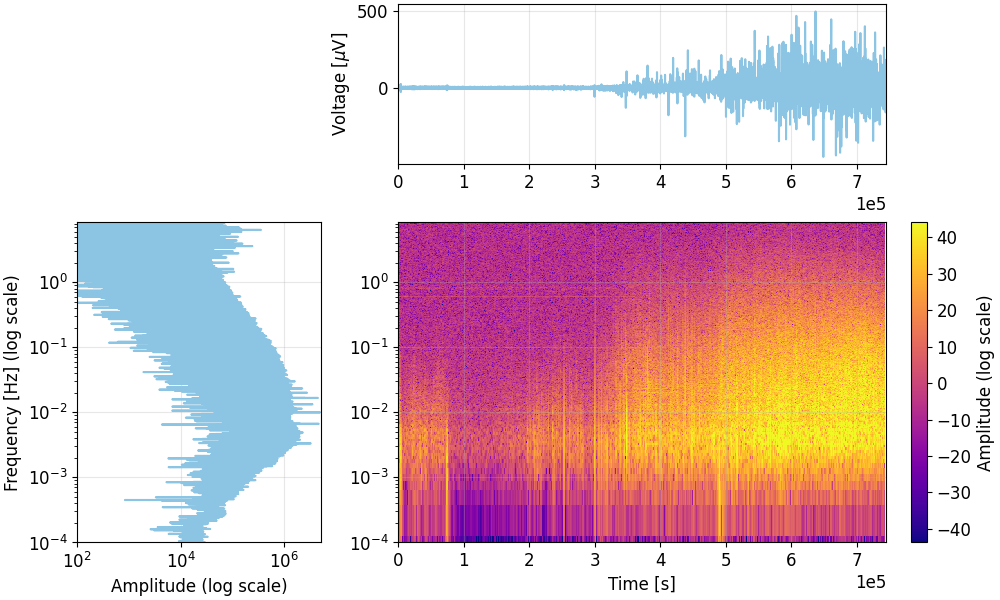 500
0
Voltage [μV]
0 1 2 3 4 5 6 7
1e5
10⁰
10⁻¹
10⁻²
10⁻³
10⁻⁴
Frequency [Hz] (log scale)
10² 10⁴ 10⁶
Amplitude (log scale)
10⁰
10⁻¹
10⁻²
10⁻³
10⁻⁴
0 1 2 3 4 5 6 7
1e5
Time [s]
40
30
20
10
0
−10
−20
−30
−40
Amplitude (log scale)